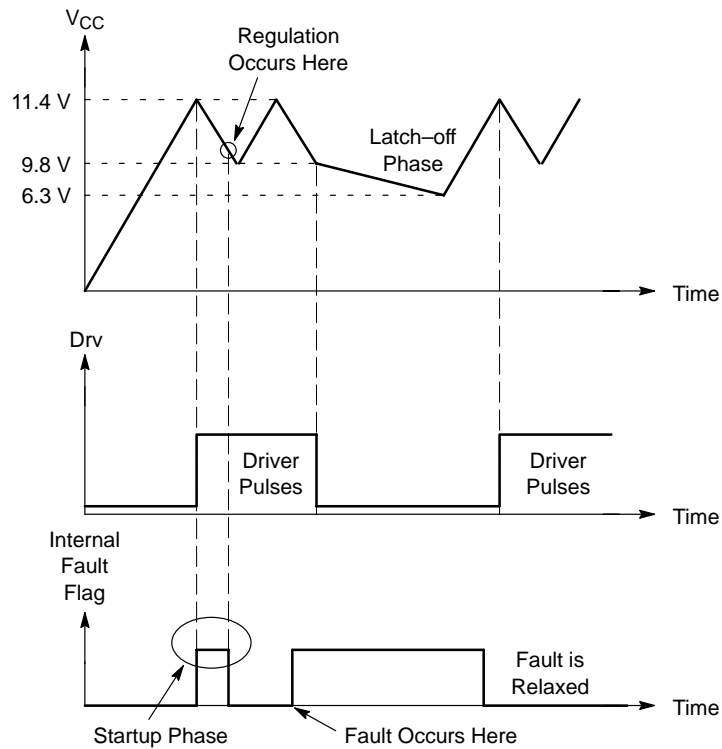 VCC
Regulation
Occurs Here
11.4 V
9.8 V
6.3 V
Latch–off
Phase
Time
Drv
Driver
Pulses
Driver
Pulses
Time
Internal
Fault
Flag
Fault is
Relaxed
Time
Startup Phase
Fault Occurs Here